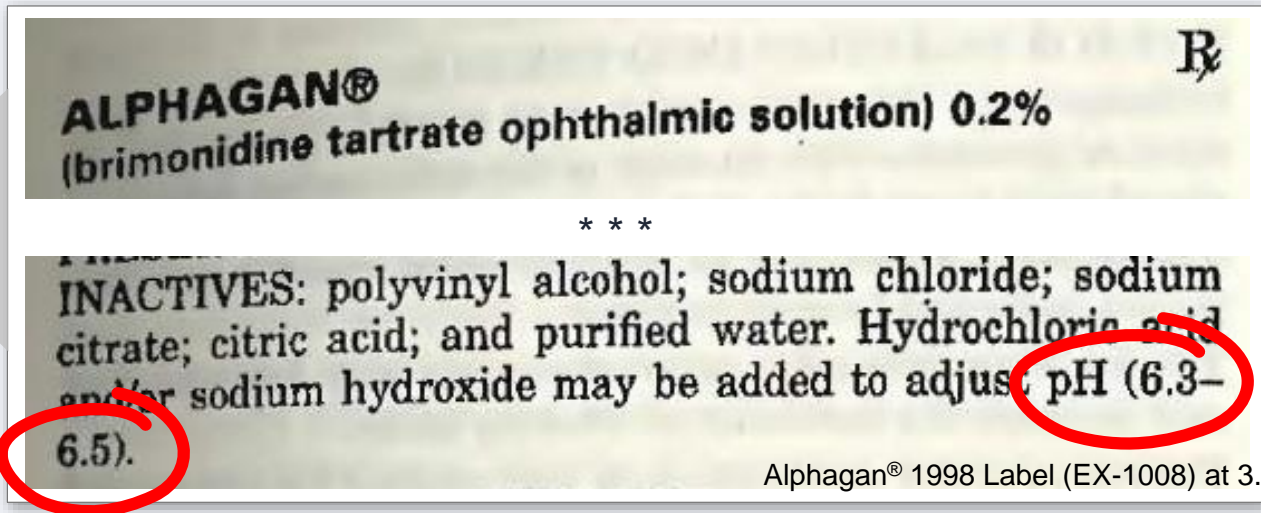 ℞
ALPHAGAN®
(brimonidine tartrate ophthalmic solution) 0.2%
* * *
INACTIVES: polyvinyl alcohol; sodium chloride; sodium
citrate; citric acid; and purified water. Hydrochloric acid
and/or sodium hydroxide may be added to adjust pH (6.3–
6.5).
Alphagan® 1998 Label (EX-1008) at 3.